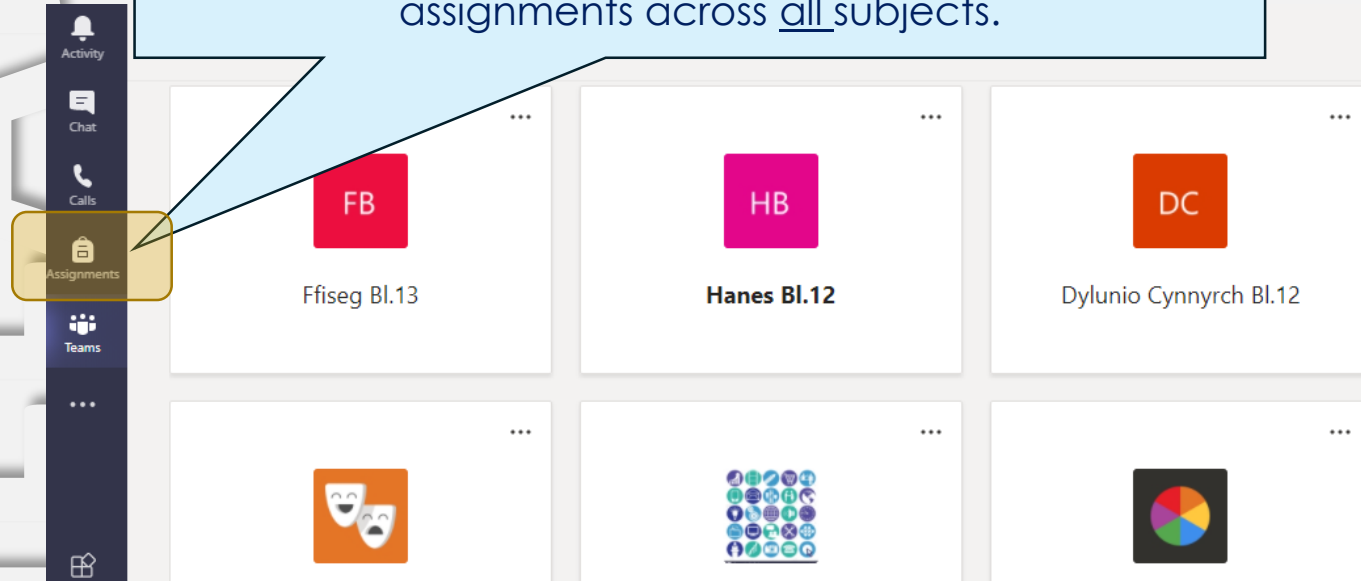 assignments across all subjects.
Activity
Chat
Calls
Assignments
Teams
FB
HB
DC
Ffiseg Bl.13
Hanes Bl.12
Dylunio Cynnyrch Bl.12